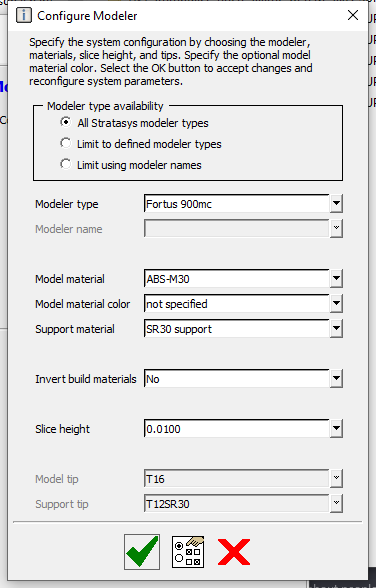 Configure Modeler
Specify the system configuration by choosing the modeler,
materials, slice height, and tips. Specify the optional model
material color. Select the OK button to accept changes and
reconfigure system parameters.
Modeler type availability
All Stratasys modeler types
Limit to defined modeler types
Limit using modeler names
Modeler type
Fortus 900mc
Modeler name
Model material
ABS-M30
Model material color
not specified
Support material
SR30 support
Invert build materials
No
Slice height
0.0100
Model tip
T16
Support tip
T12SR30